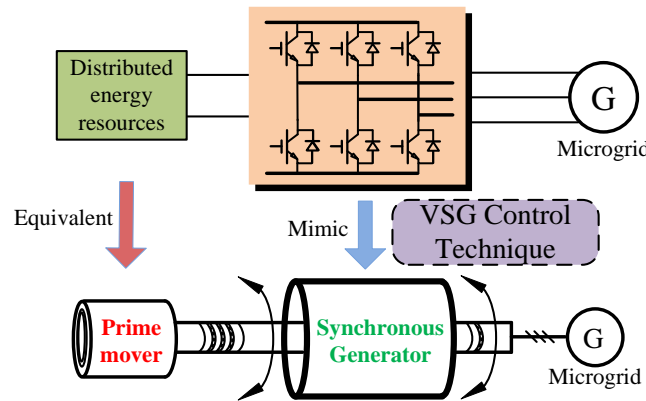 Distributed
energy
resources
G
Microgrid
Equivalent
Mimic
VSG Control
Technique
Prime
mover
Synchronous
Generator
G
Microgrid